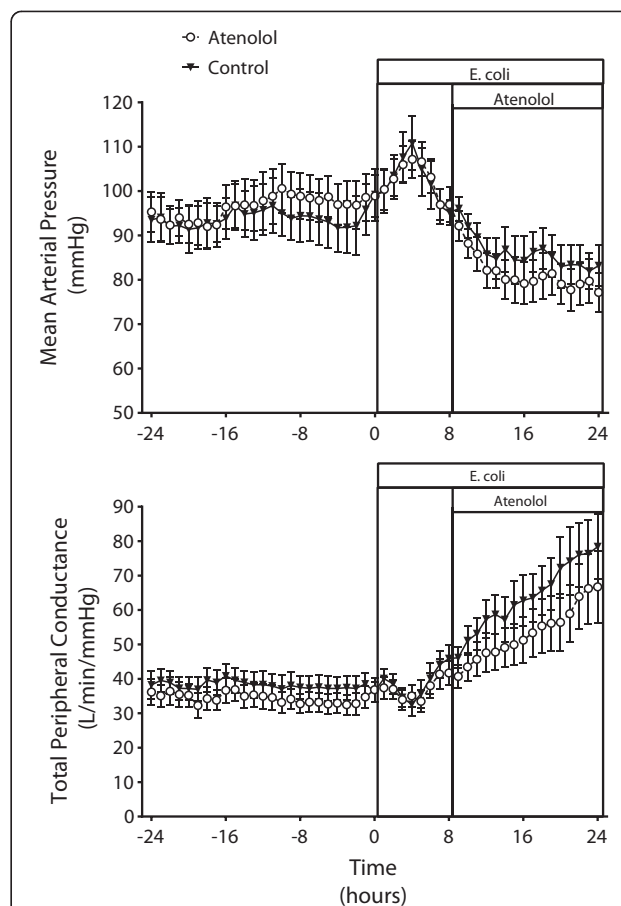 Atenolol
Control
E. coli
Atenolol
Mean Arterial Pressure
(mmHg)
120
110
100
90
80
70
60
50
-24
-16
-8
0
8
16
24
E. coli
Atenolol
Total Peripheral Conductance
(L/min/mmHg)
90
80
70
60
50
40
30
20
10
0
-24
-16
-8
0
8
16
24
Time
(hours)